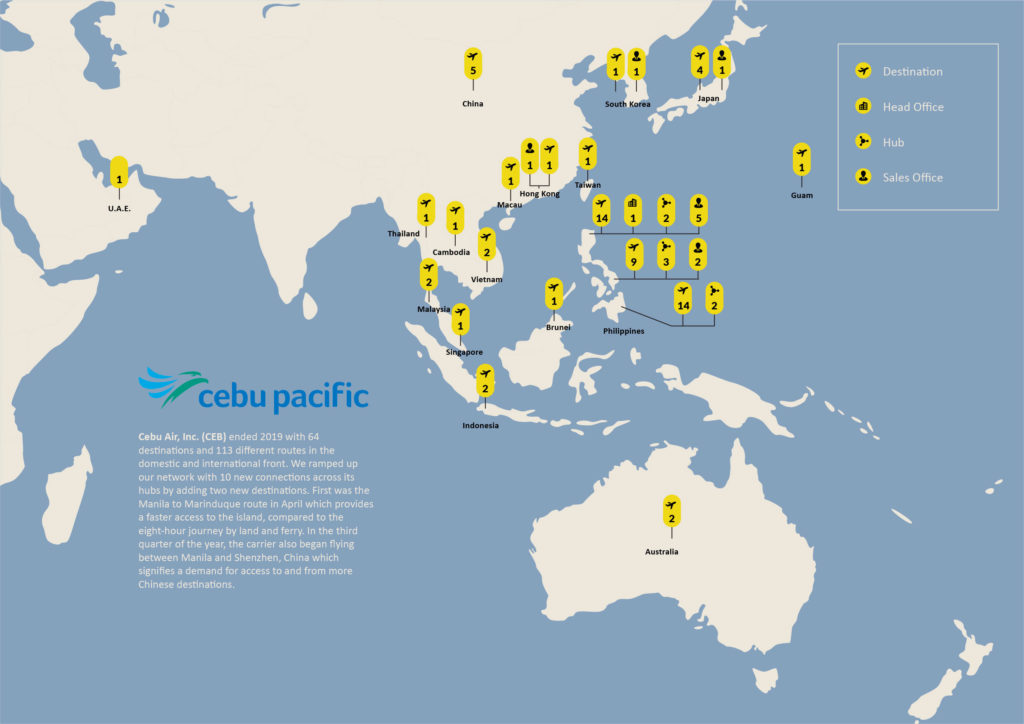 5
China
1
1
South Korea
4
1
Japan
Destination
Head Office
Hub
Sales Office
1
U.A.E.
1
Macau
1
1
Hong Kong
1
Taiwan
1
Guam
1
Thailand
1
Cambodia
2
Vietnam
14
1
2
5
9
3
2
14
2
Philippines
2
Malaysia
1
Singapore
1
Brunei
2
Indonesia
cebu pacific
Cebu Air, Inc. (CEB) ended 2019 with 64
destinations and 113 different routes in the
domestic and international front. We ramped up
our network with 10 new connections across its
hubs by adding two new destinations. First was the
Manila to Marinduque route in April which provides
a faster access to the island, compared to the
eight-hour journey by land and ferry. In the third
quarter of the year, the carrier also began flying
between Manila and Shenzhen, China which
signifies a demand for access to and from more
Chinese destinations.
2
Australia